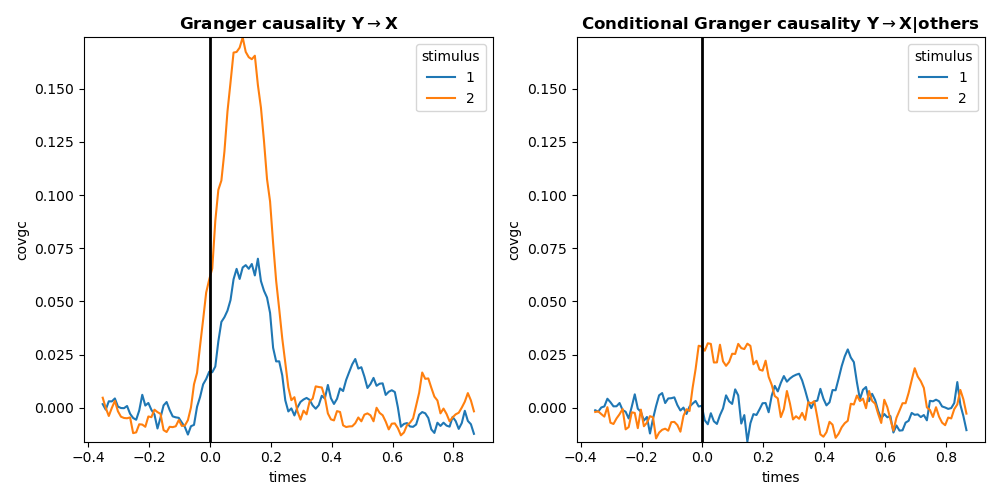 Granger causality Y→X
covgc
0.150
0.125
0.100
0.075
0.050
0.025
0.000
−0.4 −0.2 0.0 0.2 0.4 0.6 0.8
times
stimulus
1
2
Conditional Granger causality Y→X|others
covgc
0.150
0.125
0.100
0.075
0.050
0.025
0.000
−0.4 −0.2 0.0 0.2 0.4 0.6 0.8
times
stimulus
1
2